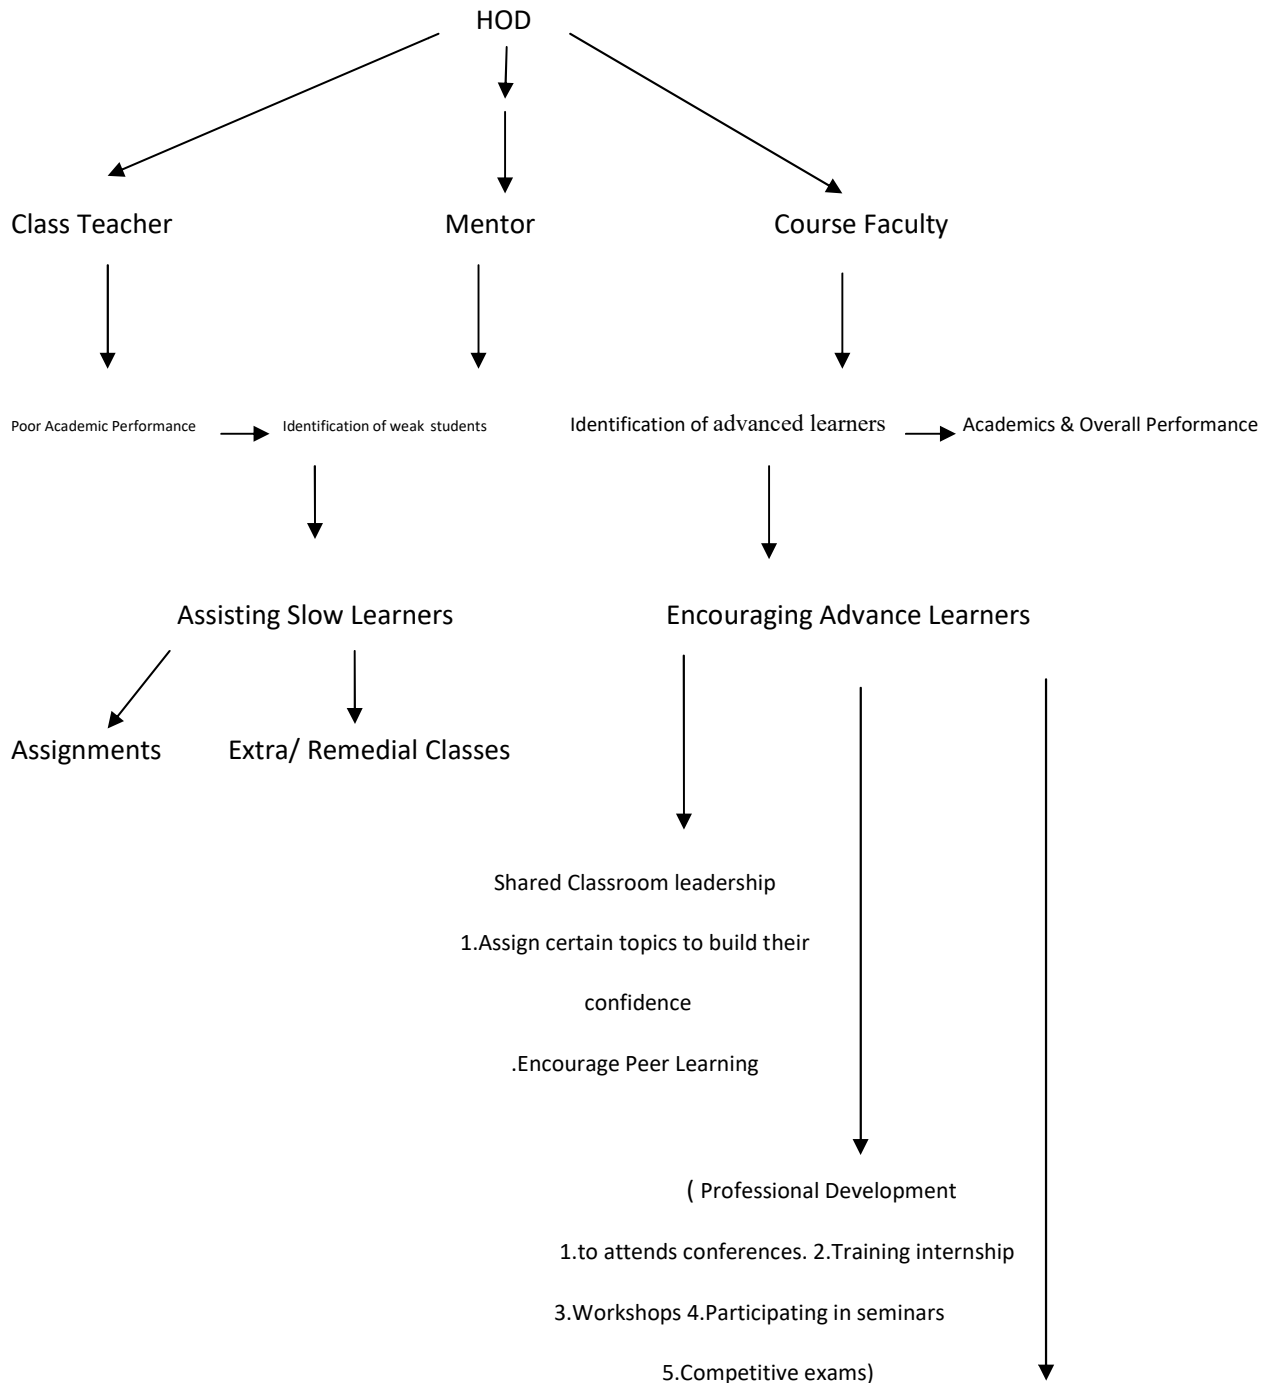 HOD
Class Teacher Mentor Course Faculty
Poor Academic Performance Identification of weak students Identification of advanced learners Academics & Overall Performance
Assisting Slow Learners Encouraging Advance Learners
Assignments Extra/ Remedial Classes
Shared Classroom leadership
1.Assign certain topics to build their
confidence
.Encourage Peer Learning
( Professional Development
1.to attends conferences. 2.Training internship
3.Workshops 4.Participating in seminars
5.Competitive exams)